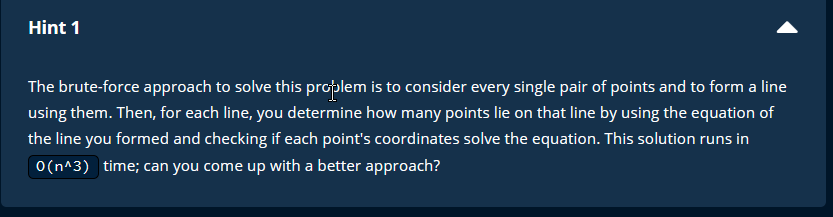 Hint 1
The brute-force approach to solve this problem is to consider every single pair of points and to form a line
using them. Then, for each line, you determine how many points lie on that line by using the equation of
the line you formed and checking if each point's coordinates solve the equation. This solution runs in
O(n^3) time; can you come up with a better approach?